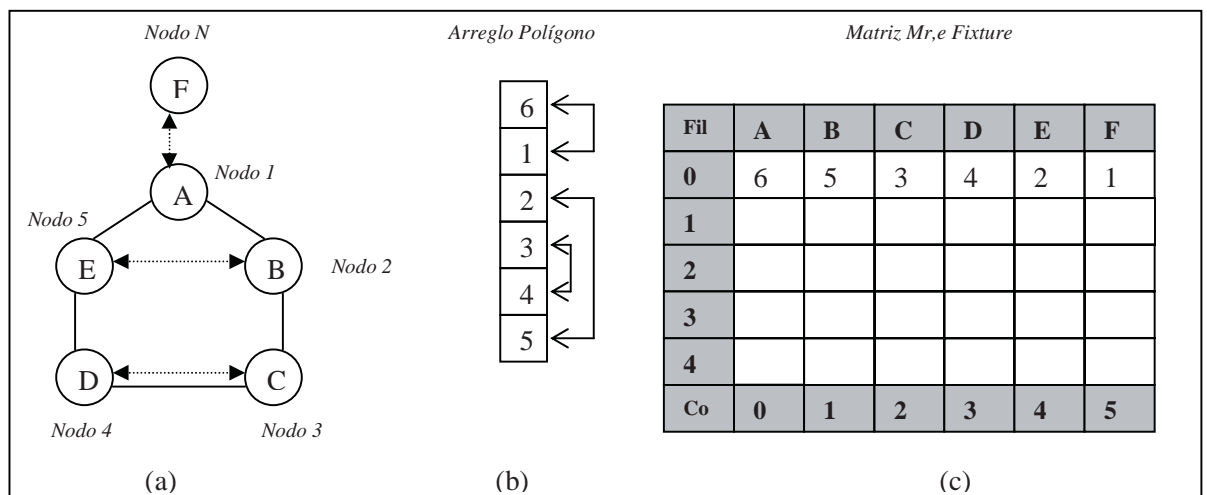 Nodo N
Arreglo Polígono
Matriz Mr,e Fixture
F
Nodo 1
A
Nodo 5
E
B
Nodo 2
D
C
Nodo 4
Nodo 3
(a)
6
1
2
3
4
5
(b)
Fil A B C D E F
0 6 5 3 4 2 1
1
2
3
4
Co 0 1 2 3 4 5
(c)